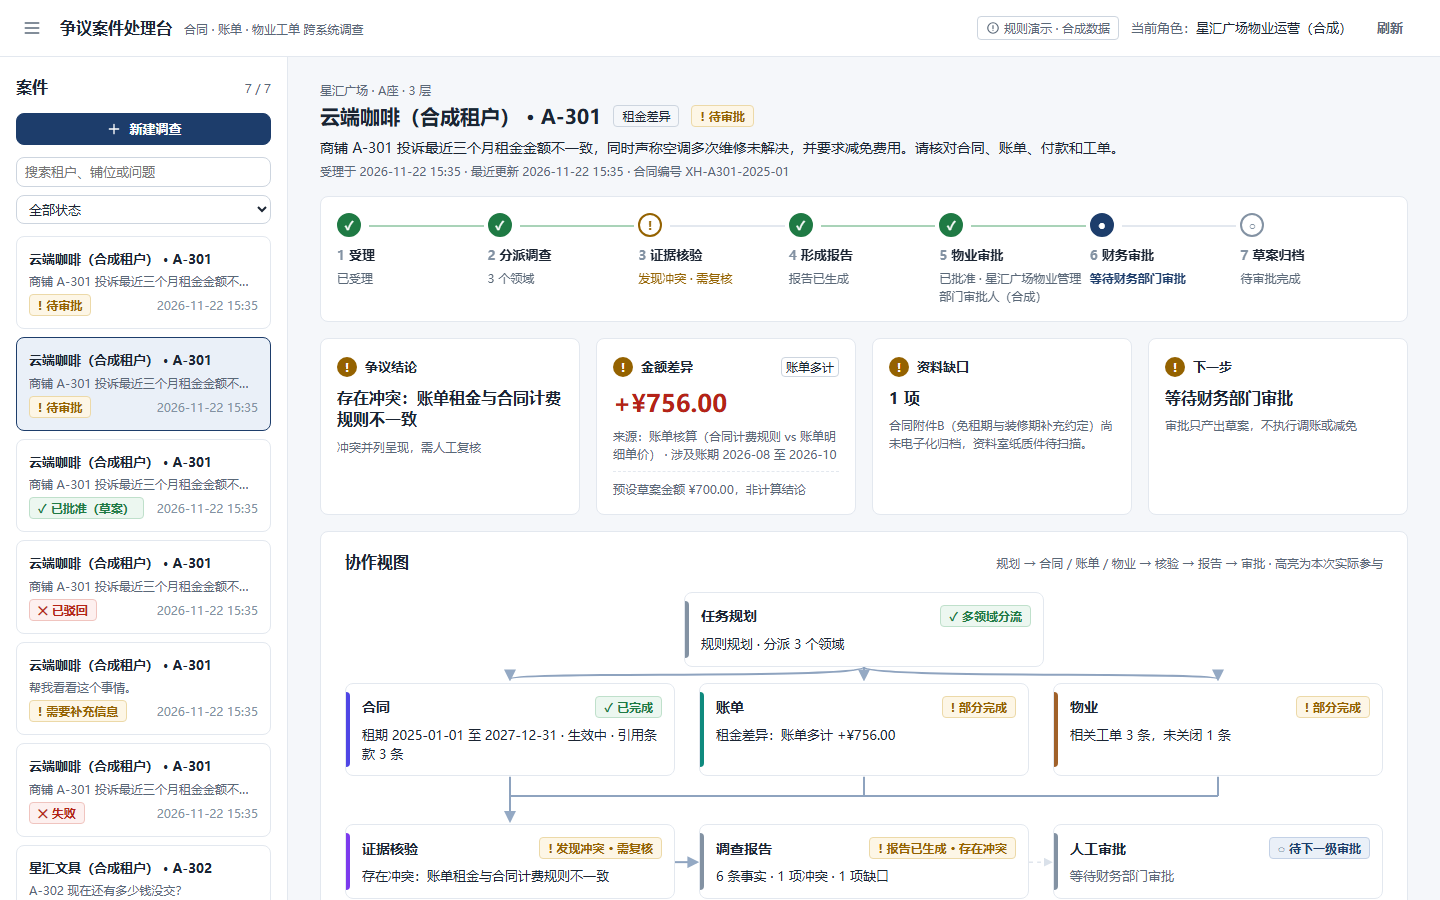 争议案件处理台 合同 · 账单 · 物业工单 跨系统调查
规则演示 · 合成数据 当前角色：星汇广场物业运营（合成） 刷新
案件 7 / 7
＋ 新建调查
搜索租户、铺位或问题
全部状态
云端咖啡（合成租户） • A-301
商铺 A-301 投诉最近三个月租金金额不...
! 待审批 2026-11-22 15:35
云端咖啡（合成租户） • A-301
商铺 A-301 投诉最近三个月租金金额不...
! 待审批 2026-11-22 15:35
云端咖啡（合成租户） • A-301
商铺 A-301 投诉最近三个月租金金额不...
✓ 已批准（草案） 2026-11-22 15:35
云端咖啡（合成租户） • A-301
商铺 A-301 投诉最近三个月租金金额不...
✕ 已驳回 2026-11-22 15:35
云端咖啡（合成租户） • A-301
帮我看看这个事情。
! 需要补充信息 2026-11-22 15:35
云端咖啡（合成租户） • A-301
商铺 A-301 投诉最近三个月租金金额不...
✕ 失败 2026-11-22 15:35
星汇文具（合成租户） • A-302
A-302 现在还有多少钱没交？
星汇广场 · A座 · 3 层
云端咖啡（合成租户） • A-301 租金差异 ! 待审批
商铺 A-301 投诉最近三个月租金金额不一致，同时声称空调多次维修未解决，并要求减免费用。请核对合同、账单、付款和工单。
受理于 2026-11-22 15:35 · 最近更新 2026-11-22 15:35 · 合同编号 XH-A301-2025-01
1 受理
已受理
2 分派调查
3 个领域
3 证据核验
发现冲突 · 需复核
4 形成报告
报告已生成
5 物业审批
已批准 · 星汇广场物业管理
部门审批人（合成）
6 财务审批
等待财务部门审批
7 草案归档
待审批完成
! 争议结论
存在冲突：账单租金与合同计费
规则不一致
冲突并列呈现，需人工复核
! 金额差异 账单多计
+¥756.00
来源：账单核算（合同计费规则 vs 账单明
细单价） · 涉及账期 2026-08 至 2026-10
预设草案金额 ¥700.00，非计算结论
! 资料缺口
1 项
合同附件B（免租期与装修期补充约定）尚
未电子化归档，资料室纸质件待扫描。
! 下一步
等待财务部门审批
审批只产出草案，不执行调账或减免
协作视图 规划 → 合同 / 账单 / 物业 → 核验 → 报告 → 审批 · 高亮为本次实际参与
任务规划 ✓ 多领域分流
规则规划 · 分派 3 个领域
合同 ✓ 已完成
租期 2025-01-01 至 2027-12-31 · 生效中 · 引用条
款 3 条
账单 ! 部分完成
租金差异：账单多计 +¥756.00
物业 ! 部分完成
相关工单 3 条，未关闭 1 条
证据核验 ! 发现冲突 • 需复核
存在冲突：账单租金与合同计费规则不一致
调查报告 ! 报告已生成 • 存在冲突
6 条事实 · 1 项冲突 · 1 项缺口
人工审批 ○ 待下一级审批
等待财务部门审批